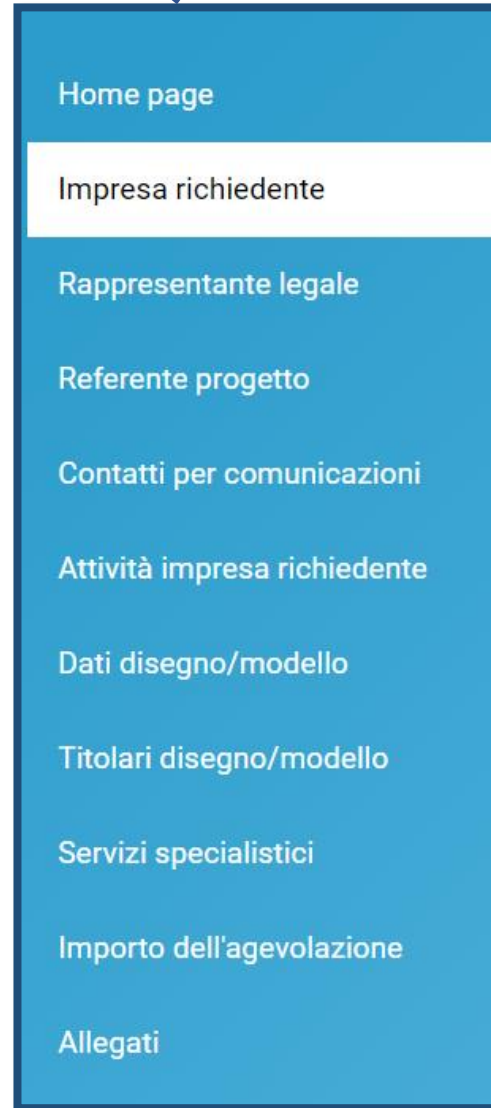 Home page
Impresa richiedente
Rappresentante legale
Referente progetto
Contatti per comunicazioni
Attività impresa richiedente
Dati disegno/modello
Titolari disegno/modello
Servizi specialistici
Importo dell'agevolazione
Allegati